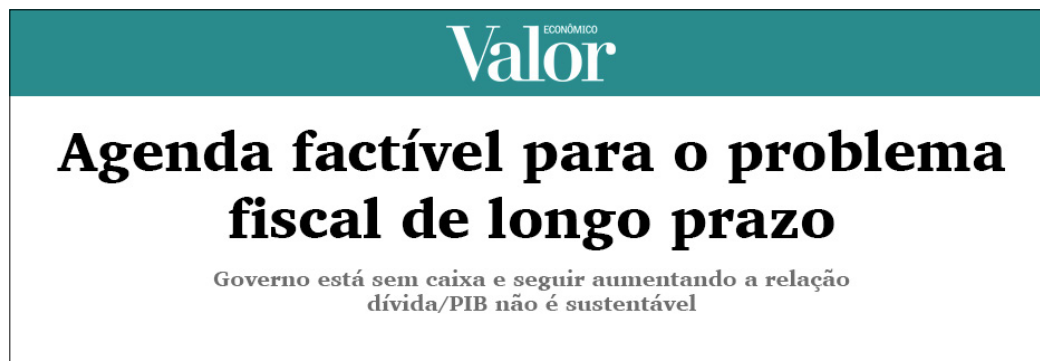 ECONÔMICO
Valor
Agenda factível para o problema
fiscal de longo prazo
Governo está sem caixa e seguir aumentando a relação
dívida/PIB não é sustentável